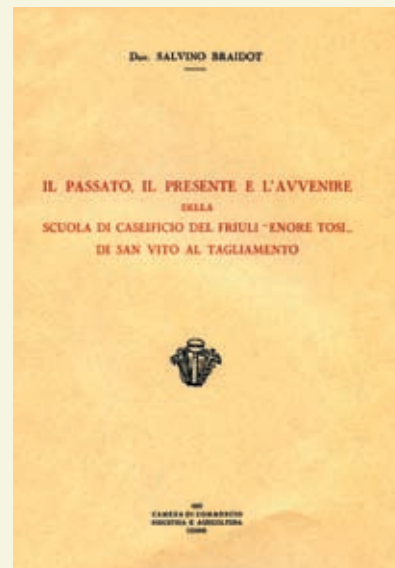 Dott. SALVINO BRAIDOT
IL PASSATO, IL PRESENTE E L'AVVENIRE
DELLA
SCUOLA DI CASEIFICIO DEL FRIULI "ENORE TOSI"
DI SAN VITO AL TAGLIAMENTO
CAMERA DI COMMERCIO
INDUSTRIA E AGRICOLTURA
UDINE